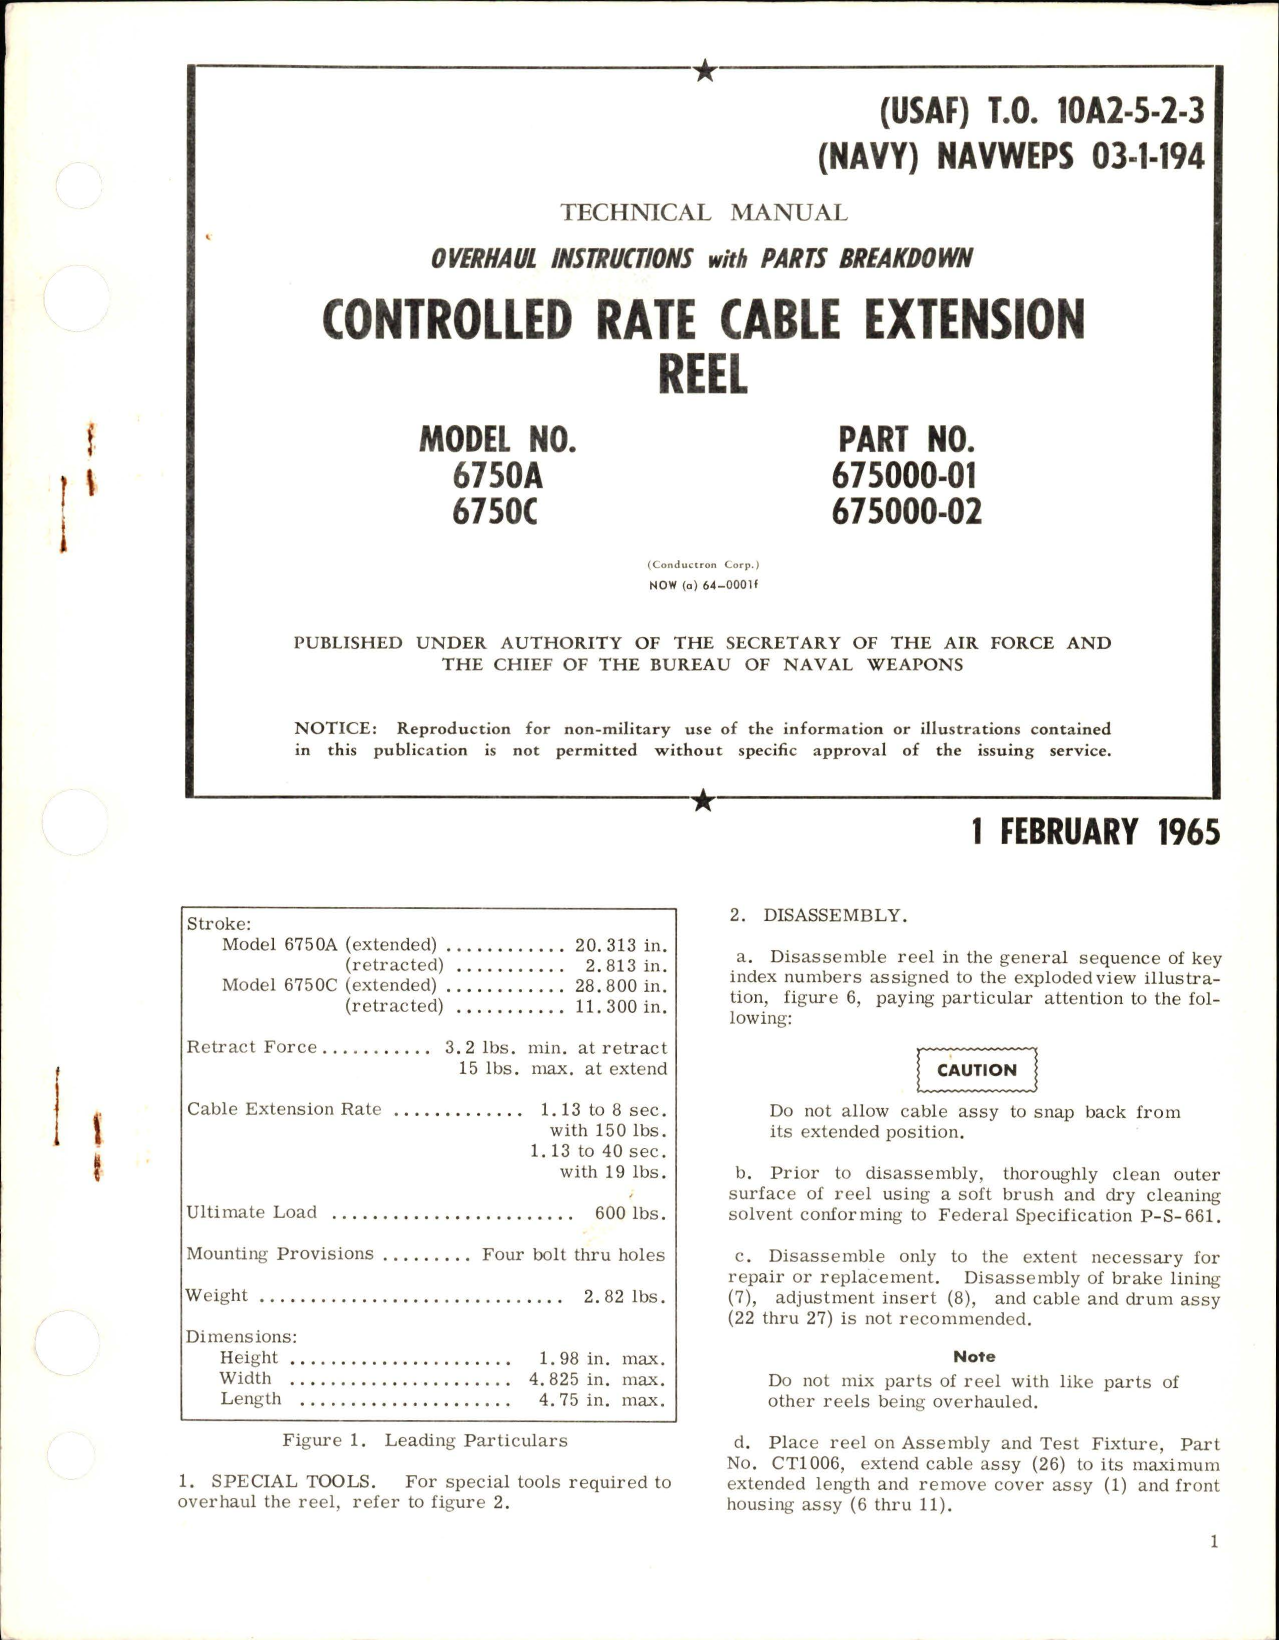 (USAF) T.O. 10A2-5-2-3
(NAVY) NAVWEPS 03-1-194
TECHNICAL MANUAL
OVERHAUL INSTRUCTIONS with PARTS BREAKDOWN
CONTROLLED RATE CABLE EXTENSION
REEL
MODEL NO. PART NO.
6750A 675000-01
6750C 675000-02
(Conductron Corp.)
NOW (a) 64-0001f
PUBLISHED UNDER AUTHORITY OF THE SECRETARY OF THE AIR FORCE AND
THE CHIEF OF THE BUREAU OF NAVAL WEAPONS
NOTICE: Reproduction for non-military use of the information or illustrations contained
in this publication is not permitted without specific approval of the issuing service.
1 FEBRUARY 1965
Stroke:
Model 6750A (extended) ............ 20.313 in.
(retracted) ........... 2.813 in.
Model 6750C (extended) ............ 28.800 in.
(retracted) ........... 11.300 in.
Retract Force........... 3.2 lbs. min. at retract
15 lbs. max. at extend
Cable Extension Rate ............. 1.13 to 8 sec.
with 150 lbs.
1.13 to 40 sec.
with 19 lbs.
Ultimate Load ........................ 600 lbs.
Mounting Provisions ......... Four bolt thru holes
Weight .............................. 2.82 lbs.
Dimensions:
Height ...................... 1.98 in. max.
Width ...................... 4.825 in. max.
Length ..................... 4.75 in. max.
Figure 1. Leading Particulars
1. SPECIAL TOOLS. For special tools required to
overhaul the reel, refer to figure 2.
2. DISASSEMBLY.
a. Disassemble reel in the general sequence of key
index numbers assigned to the exploded view illustra-
tion, figure 6, paying particular attention to the fol-
lowing:
CAUTION
Do not allow cable assy to snap back from
its extended position.
b. Prior to disassembly, thoroughly clean outer
surface of reel using a soft brush and dry cleaning
solvent conforming to Federal Specification P-S-661.
c. Disassemble only to the extent necessary for
repair or replacement. Disassembly of brake lining
(7), adjustment insert (8), and cable and drum assy
(22 thru 27) is not recommended.
Note
Do not mix parts of reel with like parts of
other reels being overhauled.
d. Place reel on Assembly and Test Fixture, Part
No. CT1006, extend cable assy (26) to its maximum
extended length and remove cover assy (1) and front
housing assy (6 thru 11).
1